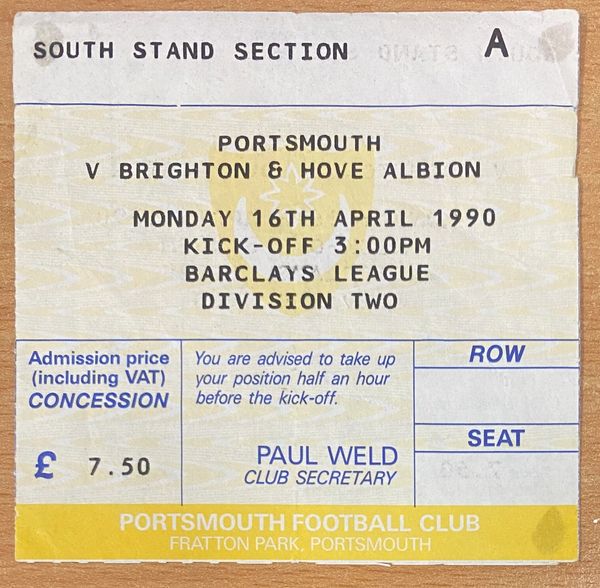 SOUTH STAND SECTION A
PORTSMOUTH
V BRIGHTON & HOVE ALBION
MONDAY 16TH APRIL 1990
KICK-OFF 3:00PM
BARCLAYS LEAGUE
DIVISION TWO
Admission price
(including VAT)
CONCESSION
£ 7.50
You are advised to take up
your position half an hour
before the kick-off.
PAUL WELD
CLUB SECRETARY
ROW
SEAT
PORTSMOUTH FOOTBALL CLUB
FRATTON PARK, PORTSMOUTH